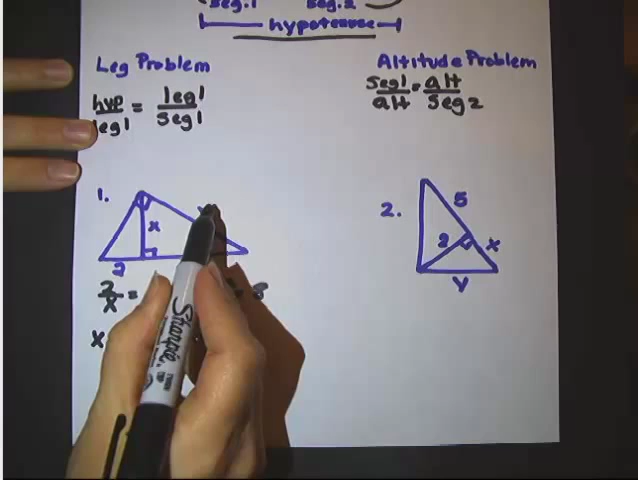 seg.1 seg.2
hypotenuse
Leg Problem
hyp = leg1
leg1 seg1
Altitude Problem
seg1 = alt
alt seg2
1.
x
2
2 =
x
x
8
2.
5
2
x
y
Sharpie